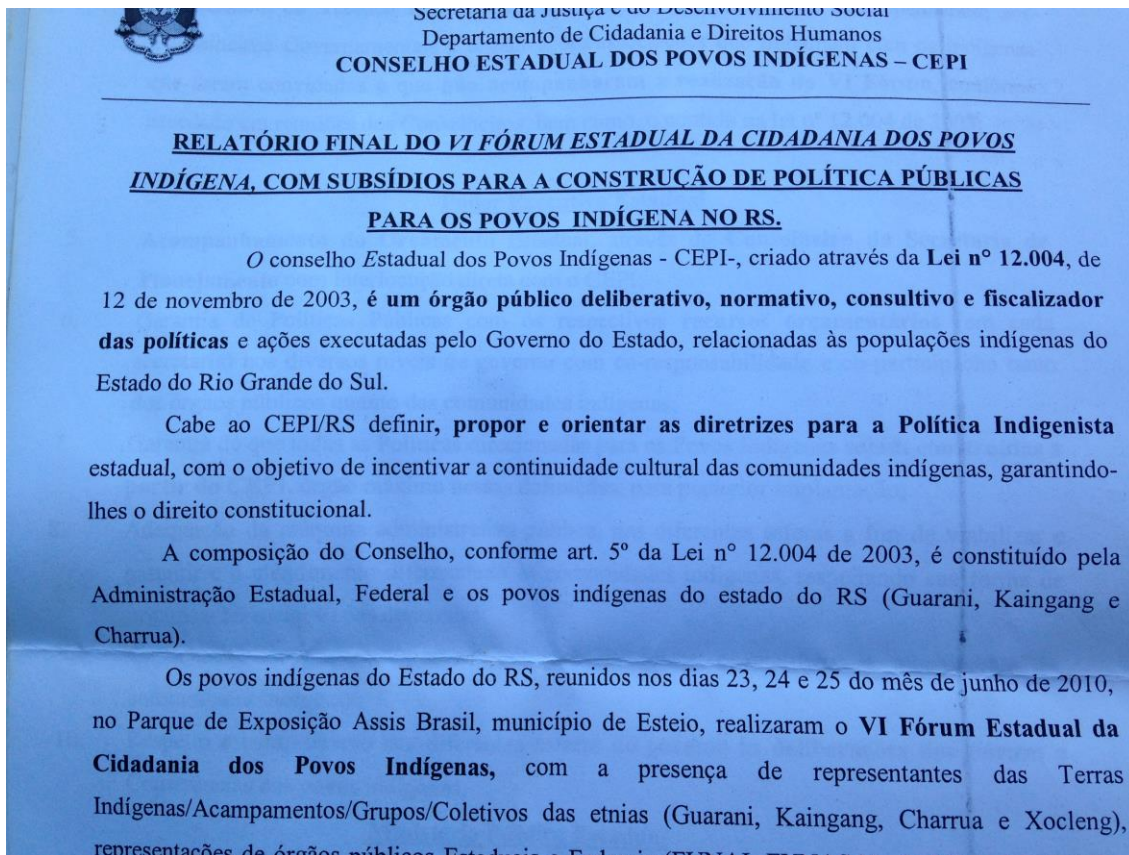 Secretaria da Justiça e do Desenvolvimento Social
Departamento de Cidadania e Direitos Humanos
CONSELHO ESTADUAL DOS POVOS INDÍGENAS – CEPI
RELATÓRIO FINAL DO VI FÓRUM ESTADUAL DA CIDADANIA DOS POVOS
INDÍGENA, COM SUBSÍDIOS PARA A CONSTRUÇÃO DE POLÍTICA PÚBLICAS
PARA OS POVOS INDÍGENA NO RS.
O conselho Estadual dos Povos Indígenas - CEPI-, criado através da Lei n° 12.004, de
12 de novembro de 2003, é um órgão público deliberativo, normativo, consultivo e fiscalizador
das políticas e ações executadas pelo Governo do Estado, relacionadas às populações indígenas do
Estado do Rio Grande do Sul.
Cabe ao CEPI/RS definir, propor e orientar as diretrizes para a Política Indigenista
estadual, com o objetivo de incentivar a continuidade cultural das comunidades indígenas, garantindo-
lhes o direito constitucional.
A composição do Conselho, conforme art. 5º da Lei n° 12.004 de 2003, é constituído pela
Administração Estadual, Federal e os povos indígenas do estado do RS (Guarani, Kaingang e
Charrua).
Os povos indígenas do Estado do RS, reunidos nos dias 23, 24 e 25 do mês de junho de 2010,
no Parque de Exposição Assis Brasil, município de Esteio, realizaram o VI Fórum Estadual da
Cidadania dos Povos Indígenas, com a presença de representantes das Terras
Indígenas/Acampamentos/Grupos/Coletivos das etnias (Guarani, Kaingang, Charrua e Xocleng),
representações de órgãos públicos Estaduais e Federais